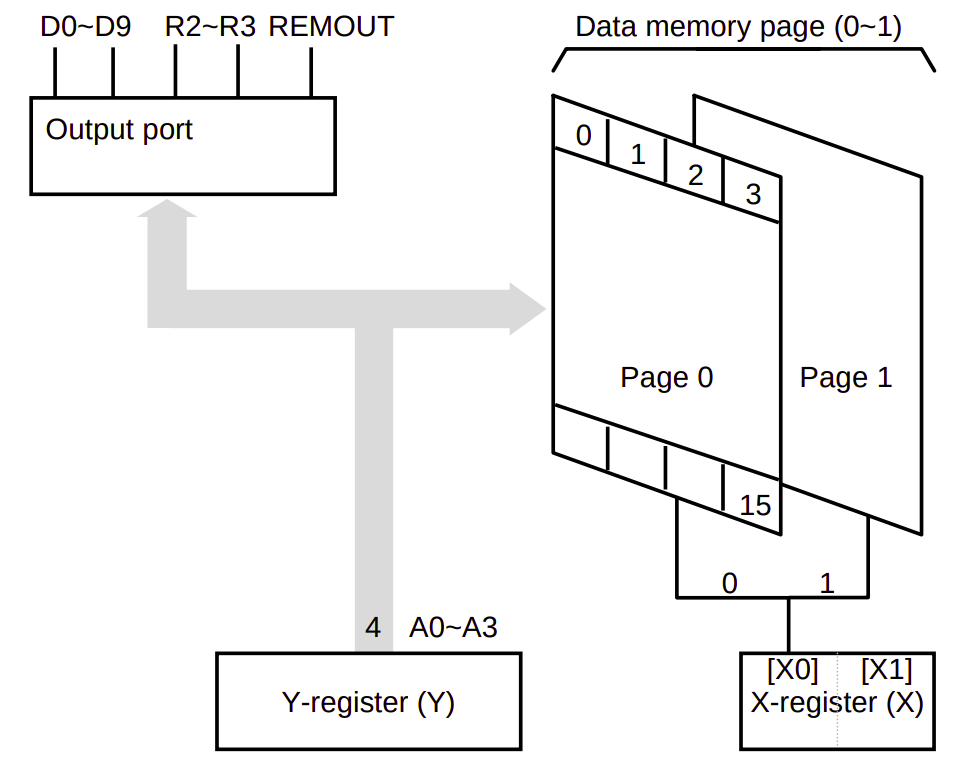 D0~D9 R2~R3 REMOUT
Output port
Data memory page (0~1)
0 1 2 3
Page 0 Page 1
15
0 1
4 A0~A3
Y-register (Y)
[X0] [X1]
X-register (X)